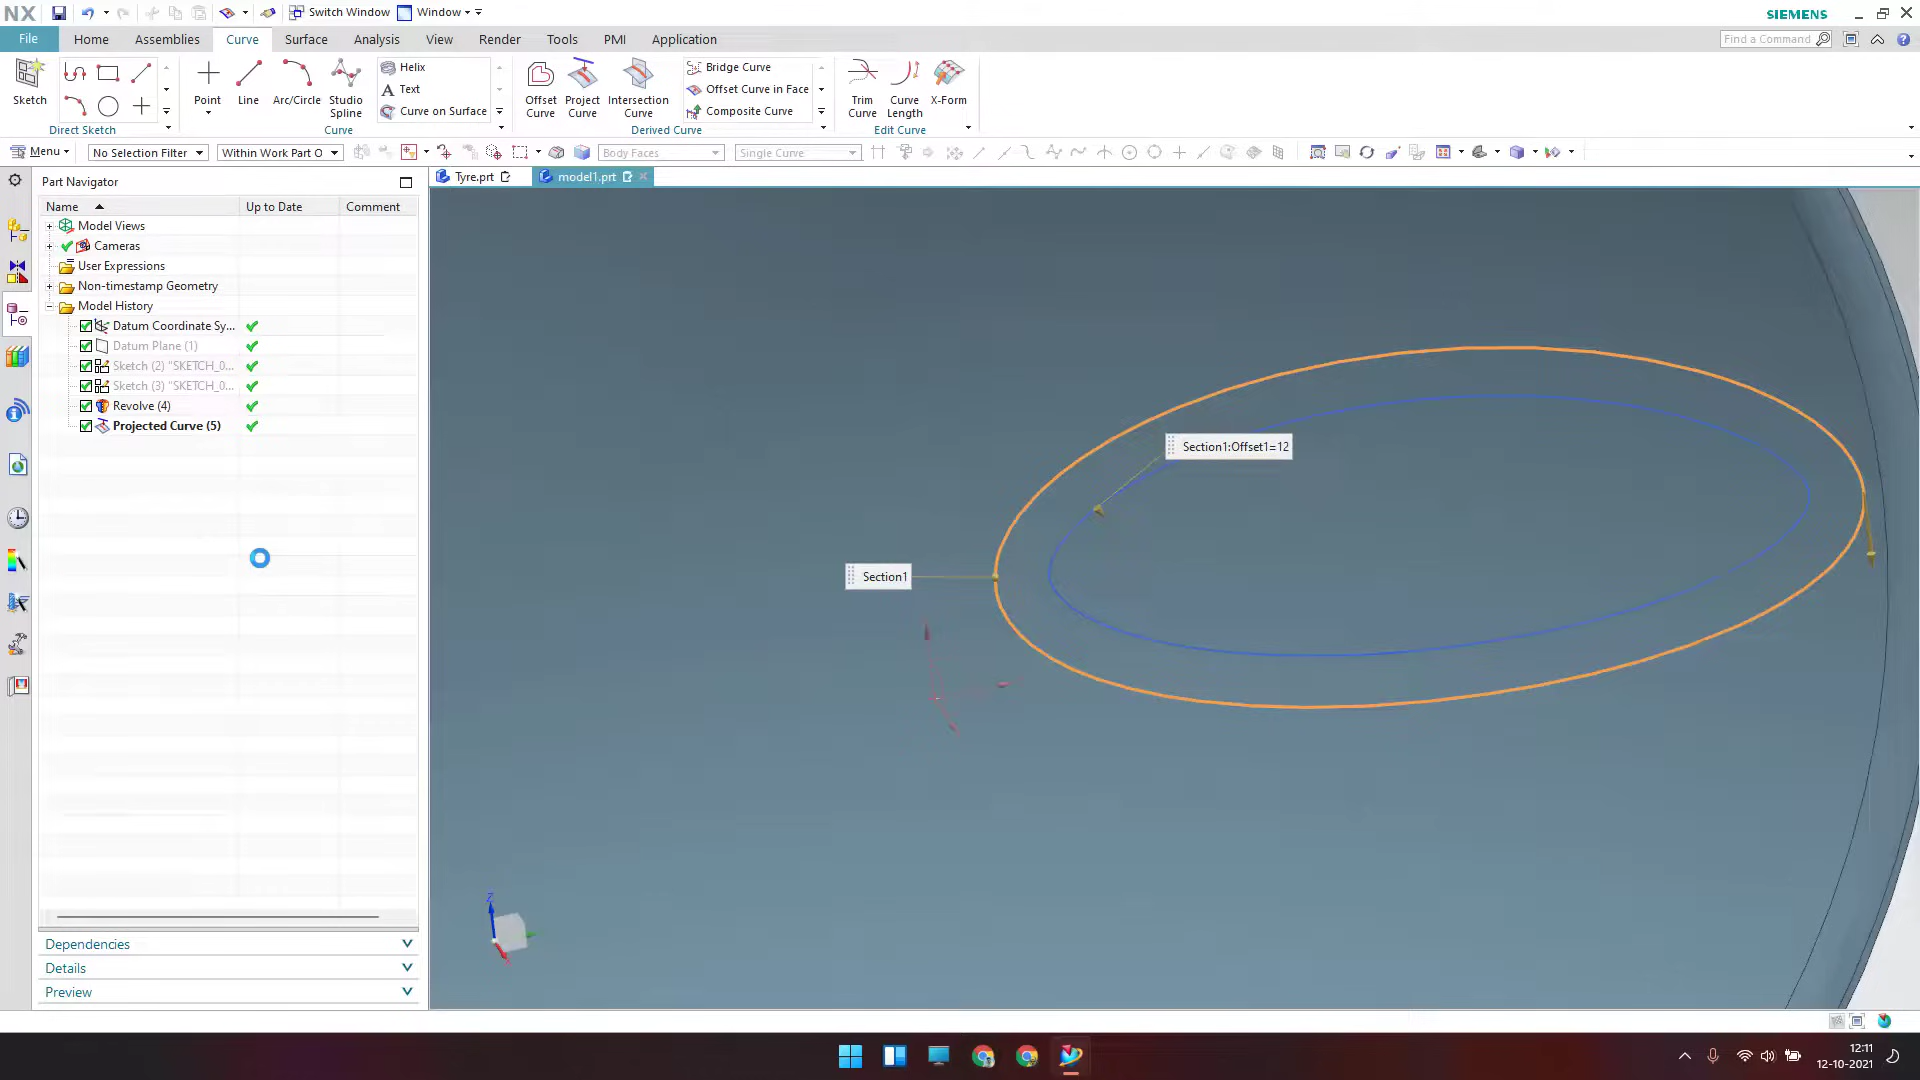 NX
Switch Window
Window
SIEMENS
File
Home
Assemblies
Curve
Surface
Analysis
View
Render
Tools
PMI
Application
Find a Command
Sketch
Point
Line
Arc/Circle
Studio Spline
Helix
Text
Curve on Surface
Offset Curve
Project Curve
Intersection Curve
Bridge Curve
Offset Curve in Face
Composite Curve
Trim Curve
Curve Length
X-Form
Direct Sketch
Curve
Derived Curve
Edit Curve
Menu
No Selection Filter
Within Work Part O
Body Faces
Single Curve
Part Navigator
Tyre.prt
model1.prt
Name
Up to Date
Comment
Model Views
Cameras
User Expressions
Non-timestamp Geometry
Model History
Datum Coordinate Sy...
Datum Plane (1)
Sketch (2) "SKETCH_0...
Sketch (3) "SKETCH_0...
Revolve (4)
Projected Curve (5)
Section1:Offset1=12
Section1
Z
Dependencies
Details
Preview
12:11
12-10-2021